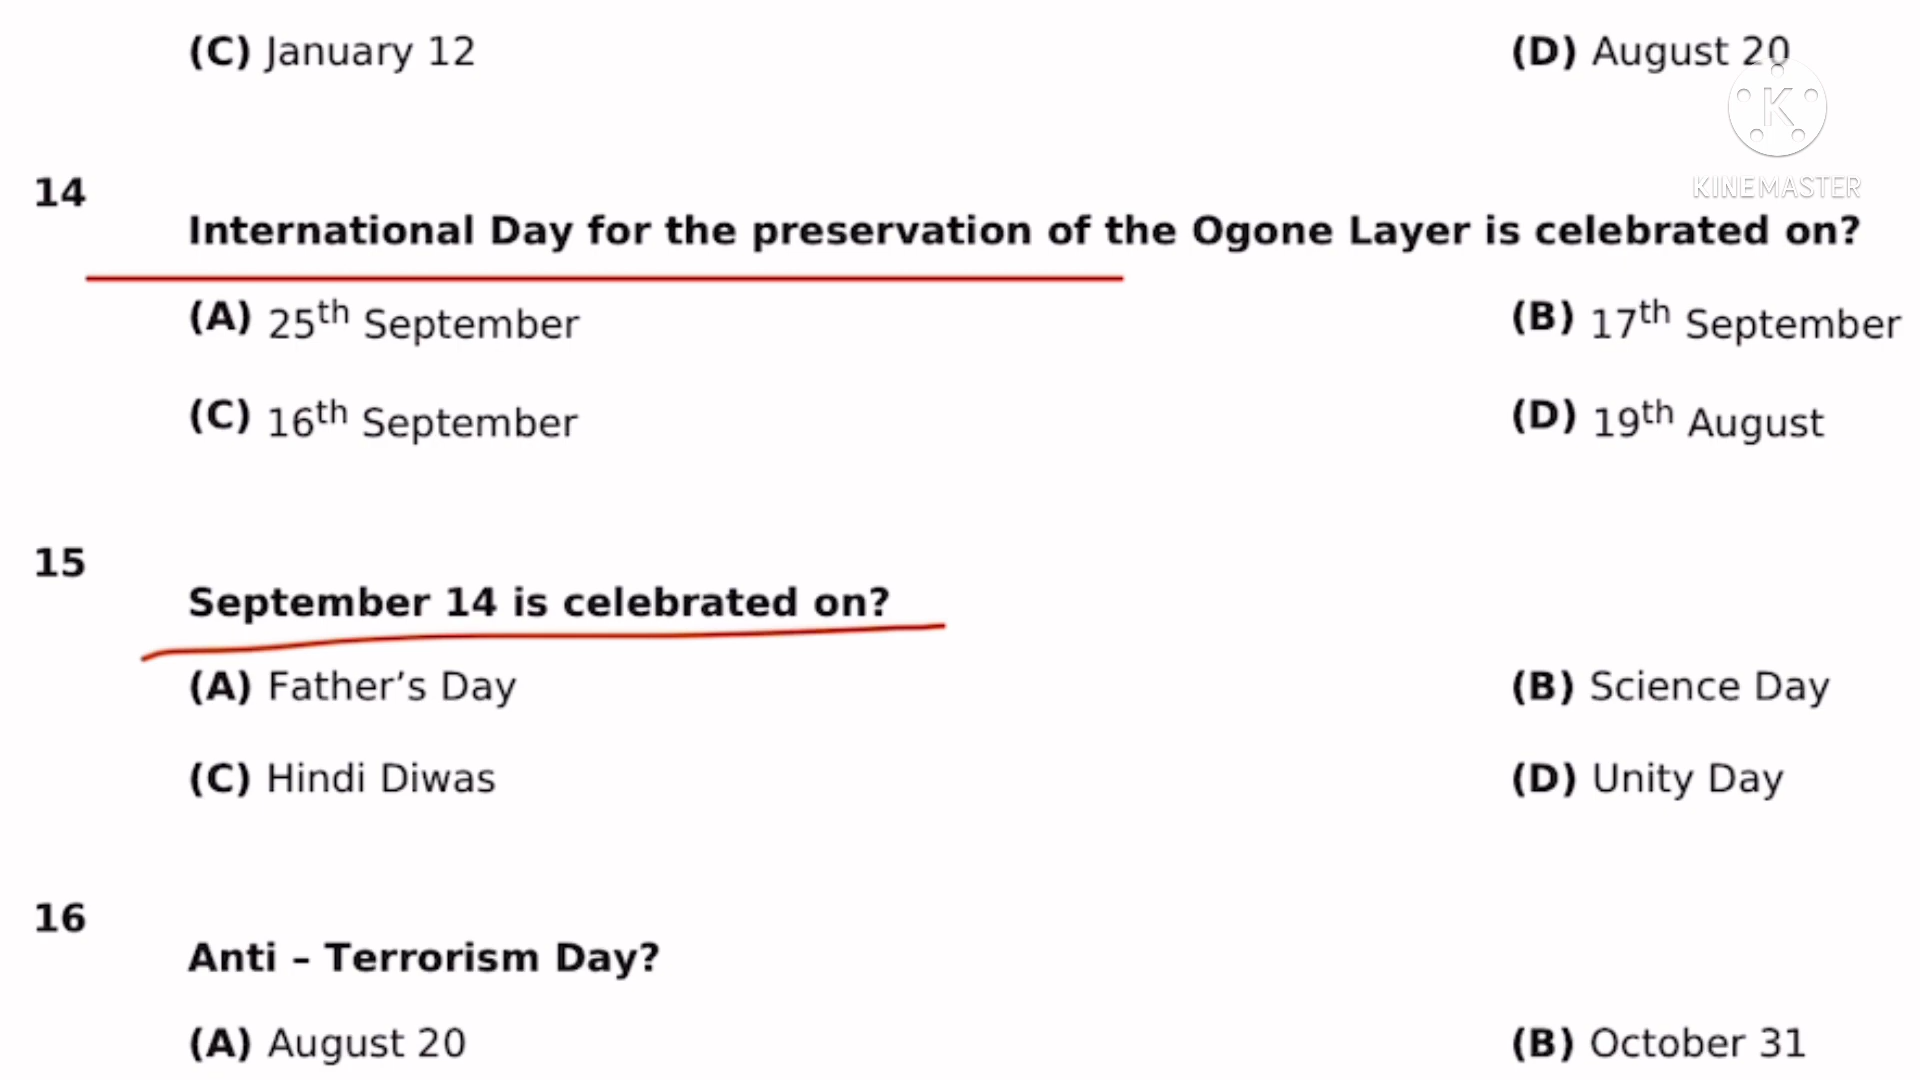 (C) January 12 (D) August 20
KINEMASTER
14
International Day for the preservation of the Ogone Layer is celebrated on?
(A) 25th September (B) 17th September
(C) 16th September (D) 19th August
15
September 14 is celebrated on?
(A) Father’s Day (B) Science Day
(C) Hindi Diwas (D) Unity Day
16
Anti – Terrorism Day?
(A) August 20 (B) October 31